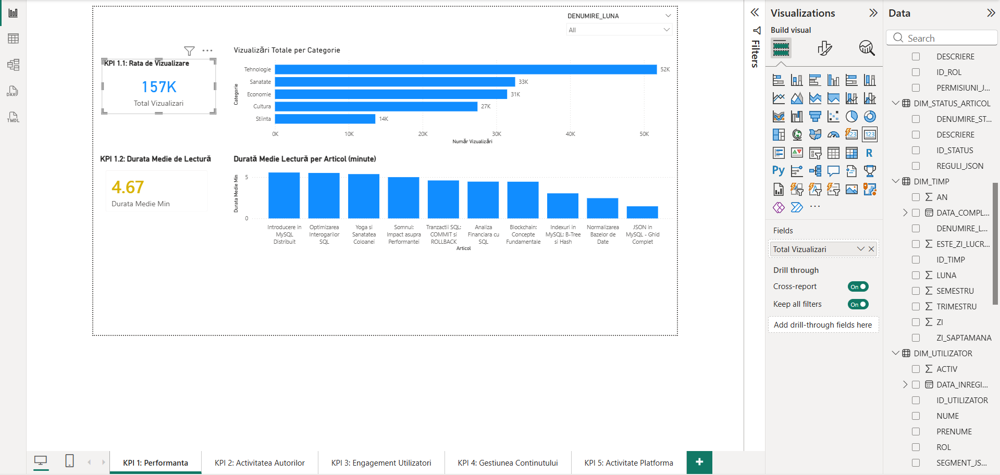 DENUMIRE_LUNA
All
KPI 1.1: Rata de Vizualizare
157K
Total Vizualizari
Vizualizări Totale per Categorie
Categorie
Tehnologie
52K
Sanatate
33K
Economie
31K
Cultura
27K
Stiinta
14K
0K
10K
20K
30K
40K
50K
Număr Vizualizări
KPI 1.2: Durata Medie de Lectură
4.67
Durata Medie Min
Durată Medie Lectură per Articol (minute)
Durata Medie Min
5
0
Introducere in
MySQL
Distribuit
Optimizarea
Interogarilor
SQL
Yoga si
Sanatatea
Coloanei
Somnul:
Impact asupra
Performantei
Tranzactii SQL:
COMMIT si
ROLLBACK
Analiza
Financiara cu
SQL
Blockchain:
Concepte
Fundamentale
Indexuri in
MySQL: B-Tree
si Hash
Normalizarea
Bazelor de
Date
JSON in
MySQL - Ghid
Complet
Articol
KPI 1: Performanta
KPI 2: Activitatea Autorilor
KPI 3: Engagement Utilizatori
KPI 4: Gestiunea Continutului
KPI 5: Activitate Platforma
+
DAX
TMDL
Filters
Visualizations
Build visual
123
123
R
Py
...
Fields
Total Vizualizari
Drill through
Cross-report
On
Keep all filters
On
Add drill-through fields here
Data
Search
DESCRIERE
ID_ROL
PERMISIUNI_J...
DIM_STATUS_ARTICOL
DENUMIRE_ST...
DESCRIERE
ID_STATUS
REGULI_JSON
DIM_TIMP
AN
DATA_COMPL...
DENUMIRE_L...
ESTE_ZI_LUCR...
ID_TIMP
LUNA
SEMESTRU
TRIMESTRU
ZI
ZI_SAPTAMANA
DIM_UTILIZATOR
ACTIV
DATA_INREGI...
ID_UTILIZATOR
NUME
PRENUME
ROL
SEGMENT_JS...